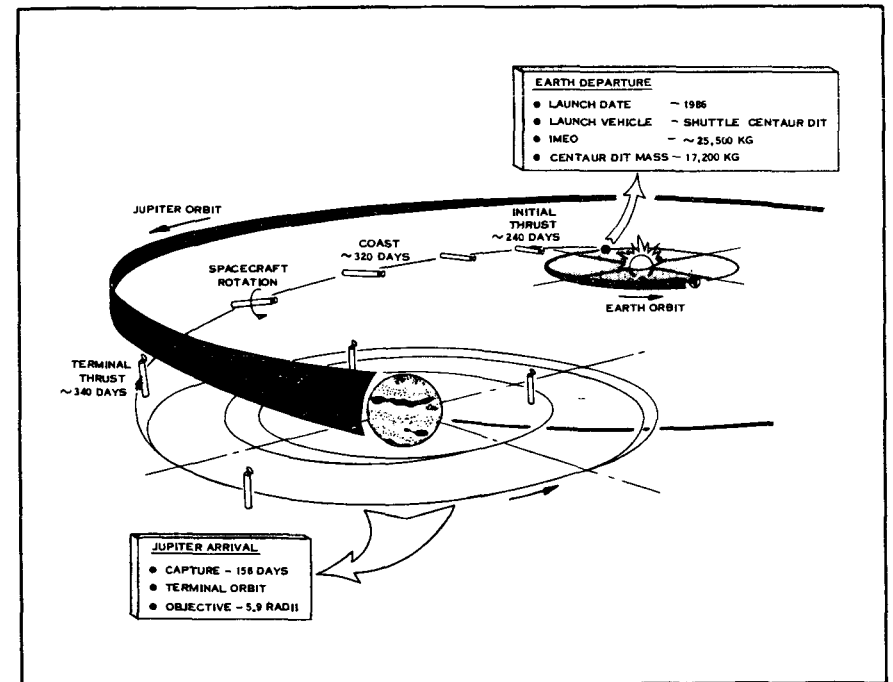 EARTH DEPARTURE
● LAUNCH DATE – 1986
● LAUNCH VEHICLE – SHUTTLE CENTAUR DIT
● IMEO – ~25,500 KG
● CENTAUR DIT MASS – 17,200 KG
JUPITER ORBIT
INITIAL
THRUST
~240 DAYS
COAST
~320 DAYS
SPACECRAFT
ROTATION
EARTH ORBIT
TERMINAL
THRUST
~340 DAYS
JUPITER ARRIVAL
● CAPTURE – 158 DAYS
● TERMINAL ORBIT
● OBJECTIVE – 5.9 RADII